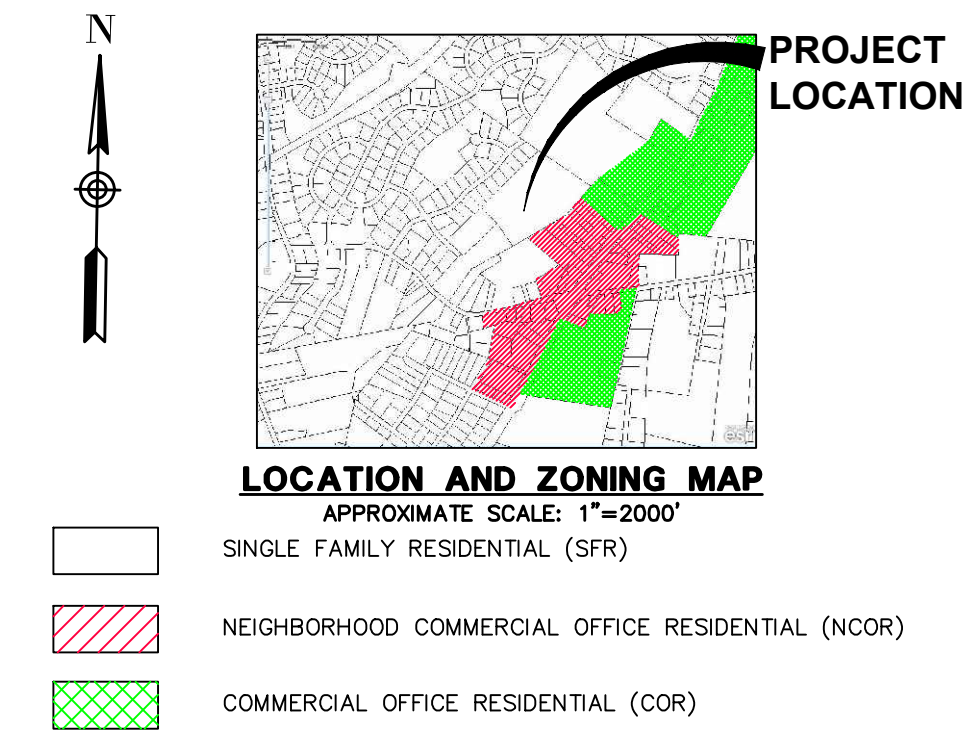 N
PROJECT
LOCATION
esri
LOCATION AND ZONING MAP
APPROXIMATE SCALE: 1"=2000'
SINGLE FAMILY RESIDENTIAL (SFR)
NEIGHBORHOOD COMMERCIAL OFFICE RESIDENTIAL (NCOR)
COMMERCIAL OFFICE RESIDENTIAL (COR)